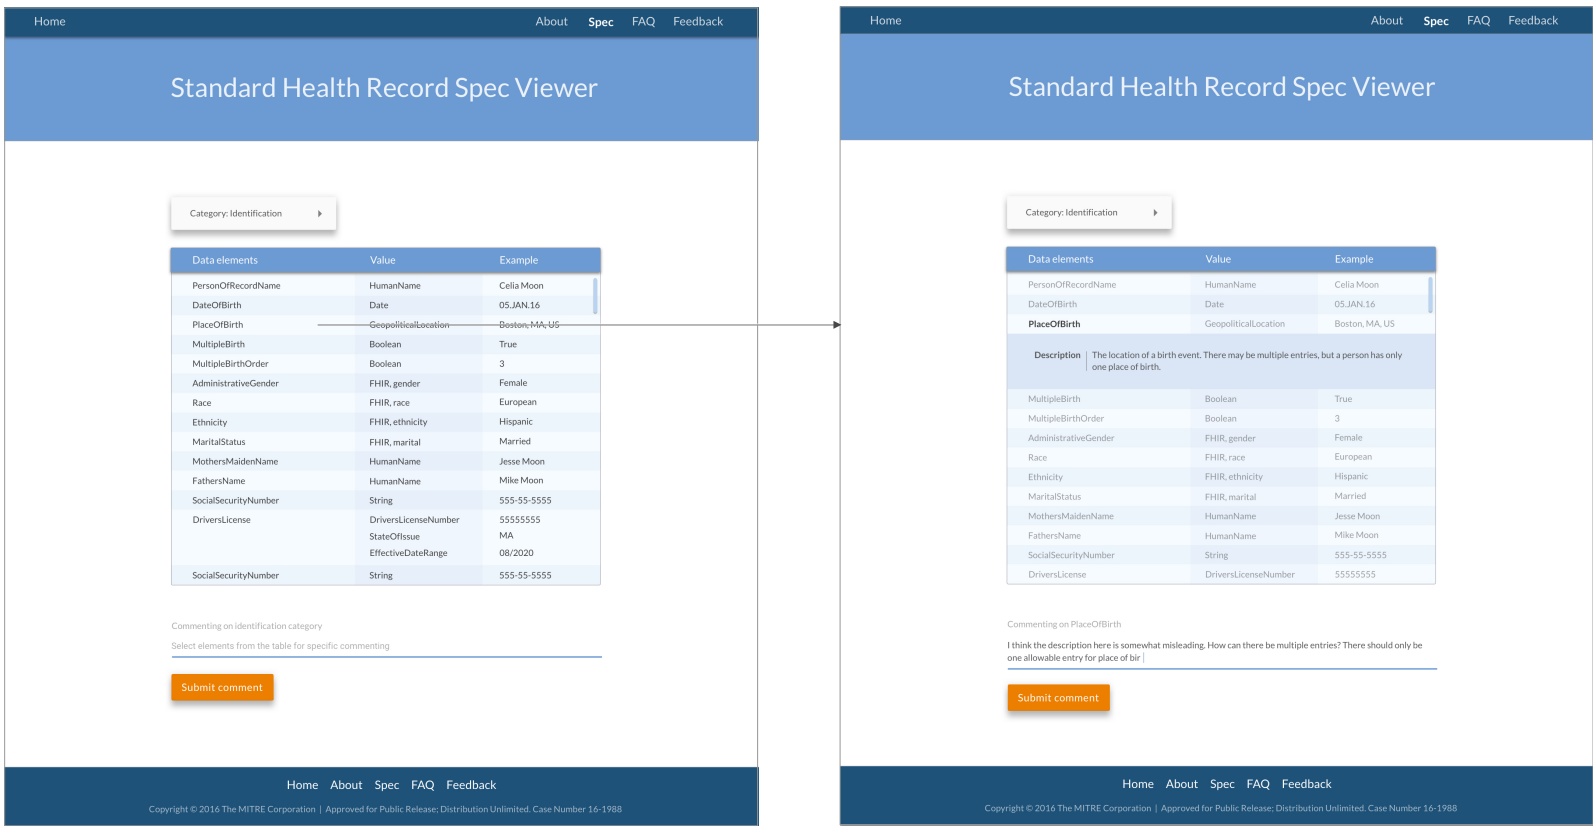 Home About Spec FAQ Feedback
Standard Health Record Spec Viewer
Category: Identification
Data elements Value Example
PersonOfRecordName HumanName Celia Moon
DateOfBirth Date 05.JAN.16
PlaceOfBirth GeopoliticalLocation Boston, MA, US
MultipleBirth Boolean True
MultipleBirthOrder Boolean 3
AdministrativeGender FHIR, gender Female
Race FHIR, race European
Ethnicity FHIR, ethnicity Hispanic
MaritalStatus FHIR, marital Married
MothersMaidenName HumanName Jesse Moon
FathersName HumanName Mike Moon
SocialSecurityNumber String 555-55-5555
DriversLicense DriversLicenseNumber 55555555
StateOfIssue MA
EffectiveDateRange 08/2020
SocialSecurityNumber String 555-55-5555
Commenting on identification category
Select elements from the table for specific commenting
Submit comment
Home About Spec FAQ Feedback
Copyright © 2016 The MITRE Corporation | Approved for Public Release; Distribution Unlimited. Case Number 16-1988
Home About Spec FAQ Feedback
Standard Health Record Spec Viewer
Category: Identification
Data elements Value Example
PersonOfRecordName HumanName Celia Moon
DateOfBirth Date 05.JAN.16
PlaceOfBirth GeopoliticalLocation Boston, MA, US
Description | The location of a birth event. There may be multiple entries, but a person has only
one place of birth.
MultipleBirth Boolean True
MultipleBirthOrder Boolean 3
AdministrativeGender FHIR, gender Female
Race FHIR, race European
Ethnicity FHIR, ethnicity Hispanic
MaritalStatus FHIR, marital Married
MothersMaidenName HumanName Jesse Moon
FathersName HumanName Mike Moon
SocialSecurityNumber String 555-55-5555
DriversLicense DriversLicenseNumber 55555555
Commenting on PlaceOfBirth
I think the description here is somewhat misleading. How can there be multiple entries? There should only be
one allowable entry for place of bir |
Submit comment
Home About Spec FAQ Feedback
Copyright © 2016 The MITRE Corporation | Approved for Public Release; Distribution Unlimited. Case Number 16-1988